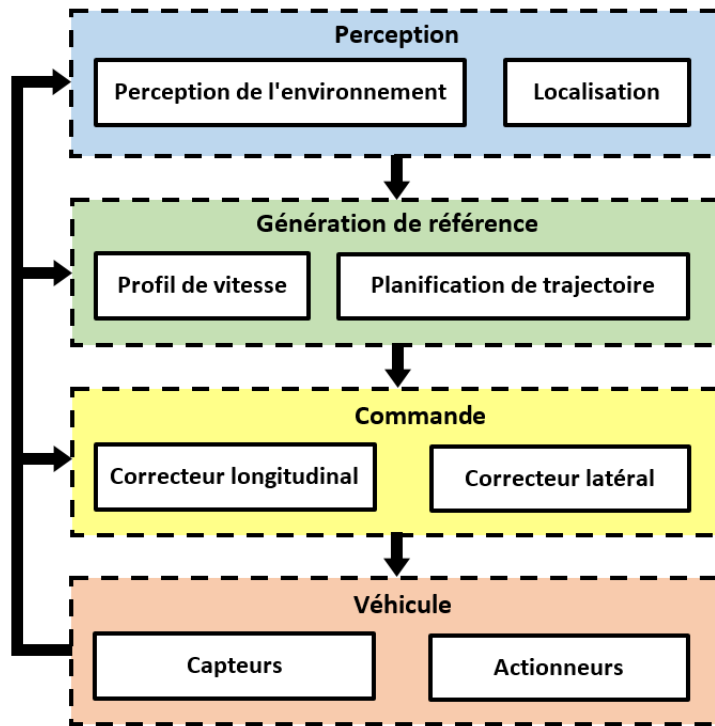 Perception
Perception de l'environnement
Localisation
Génération de référence
Profil de vitesse
Planification de trajectoire
Commande
Correcteur longitudinal
Correcteur latéral
Véhicule
Capteurs
Actionneurs